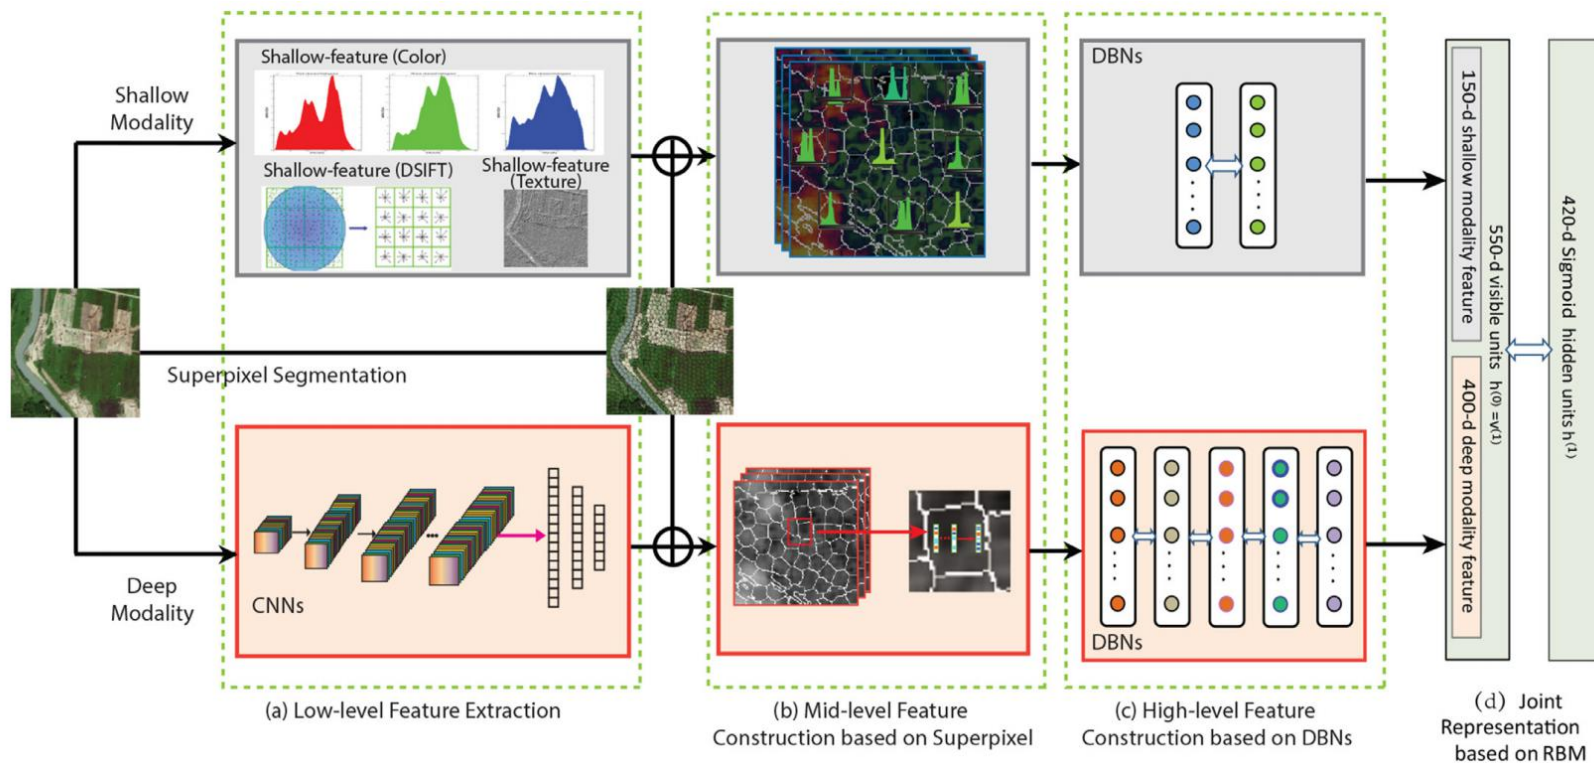 Shallow-feature (Color)
Shallow
Modality
Shallow-feature (DSIFT)
Shallow-feature
(Texture)
Superpixel Segmentation
Deep
Modality
CNNs
DBNs
DBNs
150-d shallow modality feature
400-d deep modality feature
550-d visible units h(0) =v(1)
420-d Sigmoid hidden units h(1)
(a) Low-level Feature Extraction
(b) Mid-level Feature
Construction based on Superpixel
(c) High-level Feature
Construction based on DBNs
(d) Joint
Representation
based on RBM